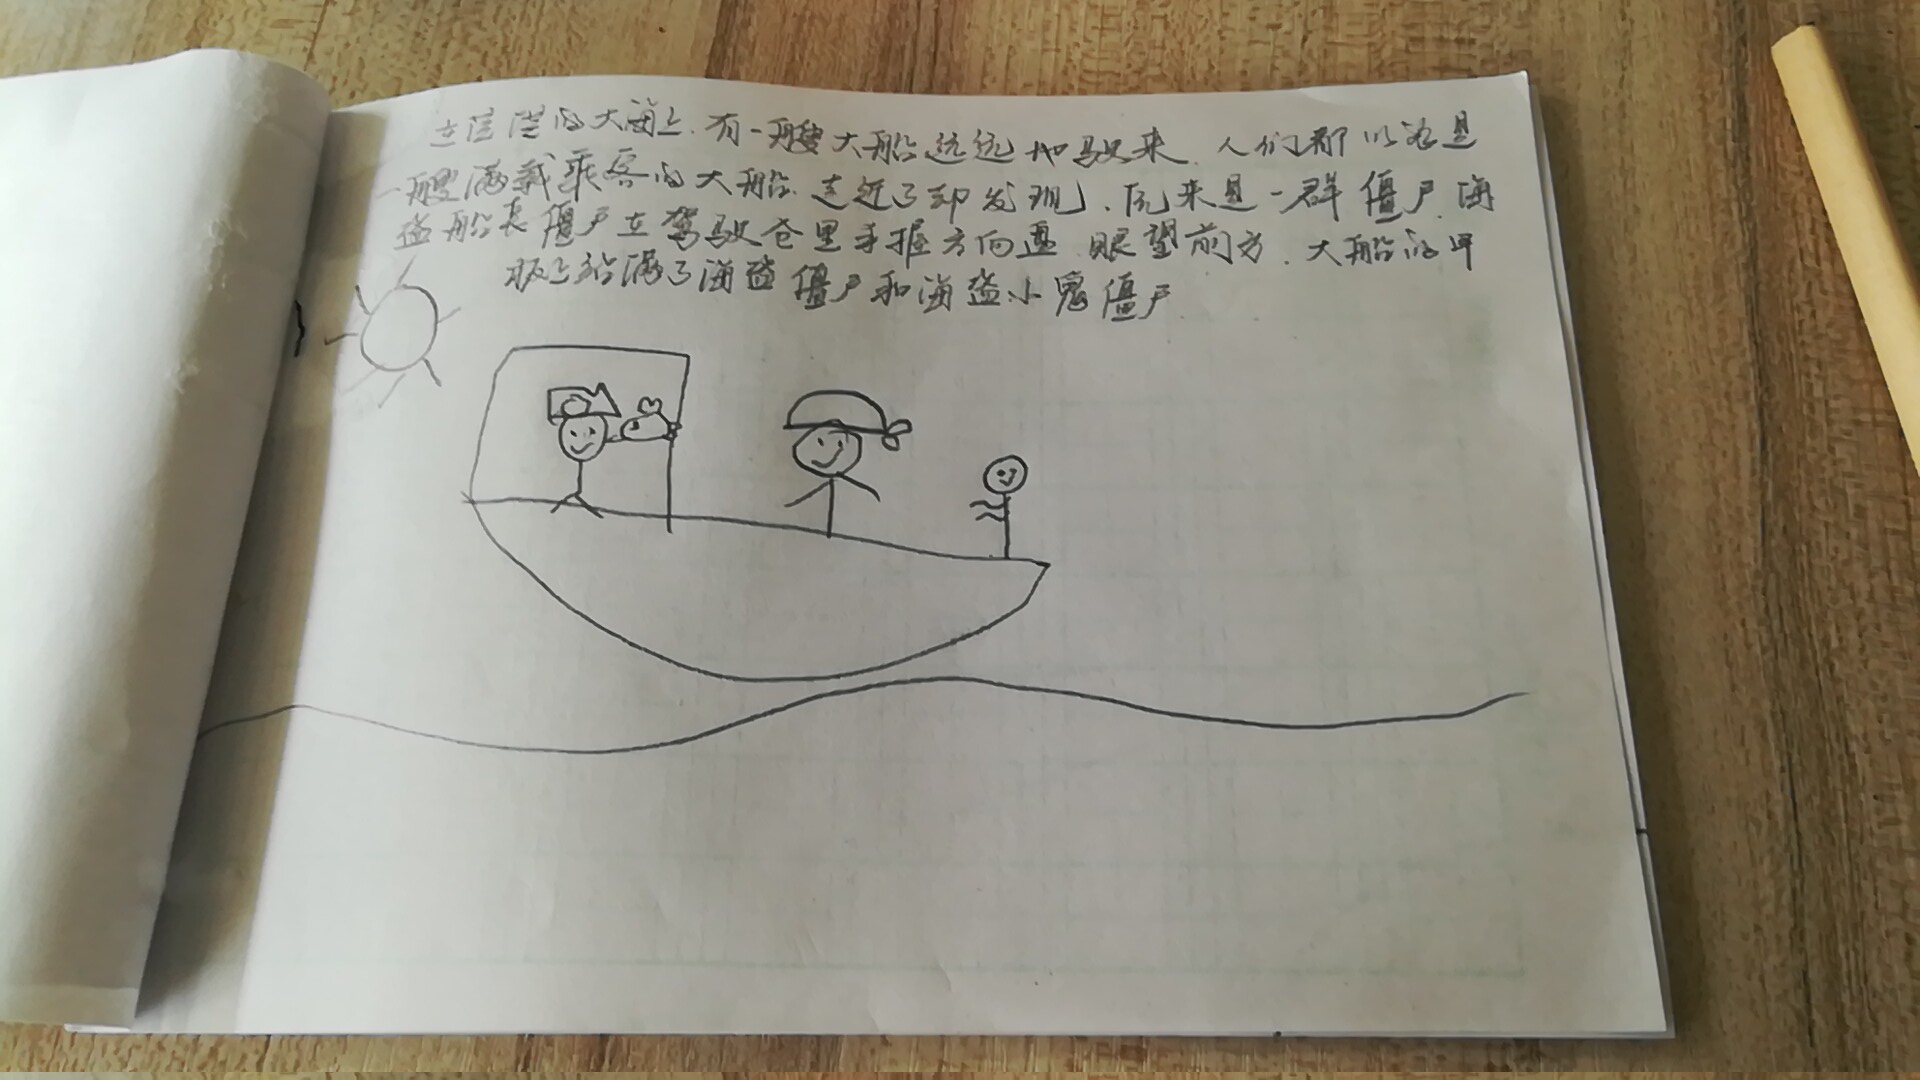 在茫茫的大海上,有一艘大船远远地驶来,人们都以为是
一艘满载乘客的大船,走近了却发现,原来是一群僵尸,海
盗船长僵尸在驾驶仓里手握方向盘,眼望前方,大船的甲
板上站满了海盗僵尸和海盗小鬼僵尸.